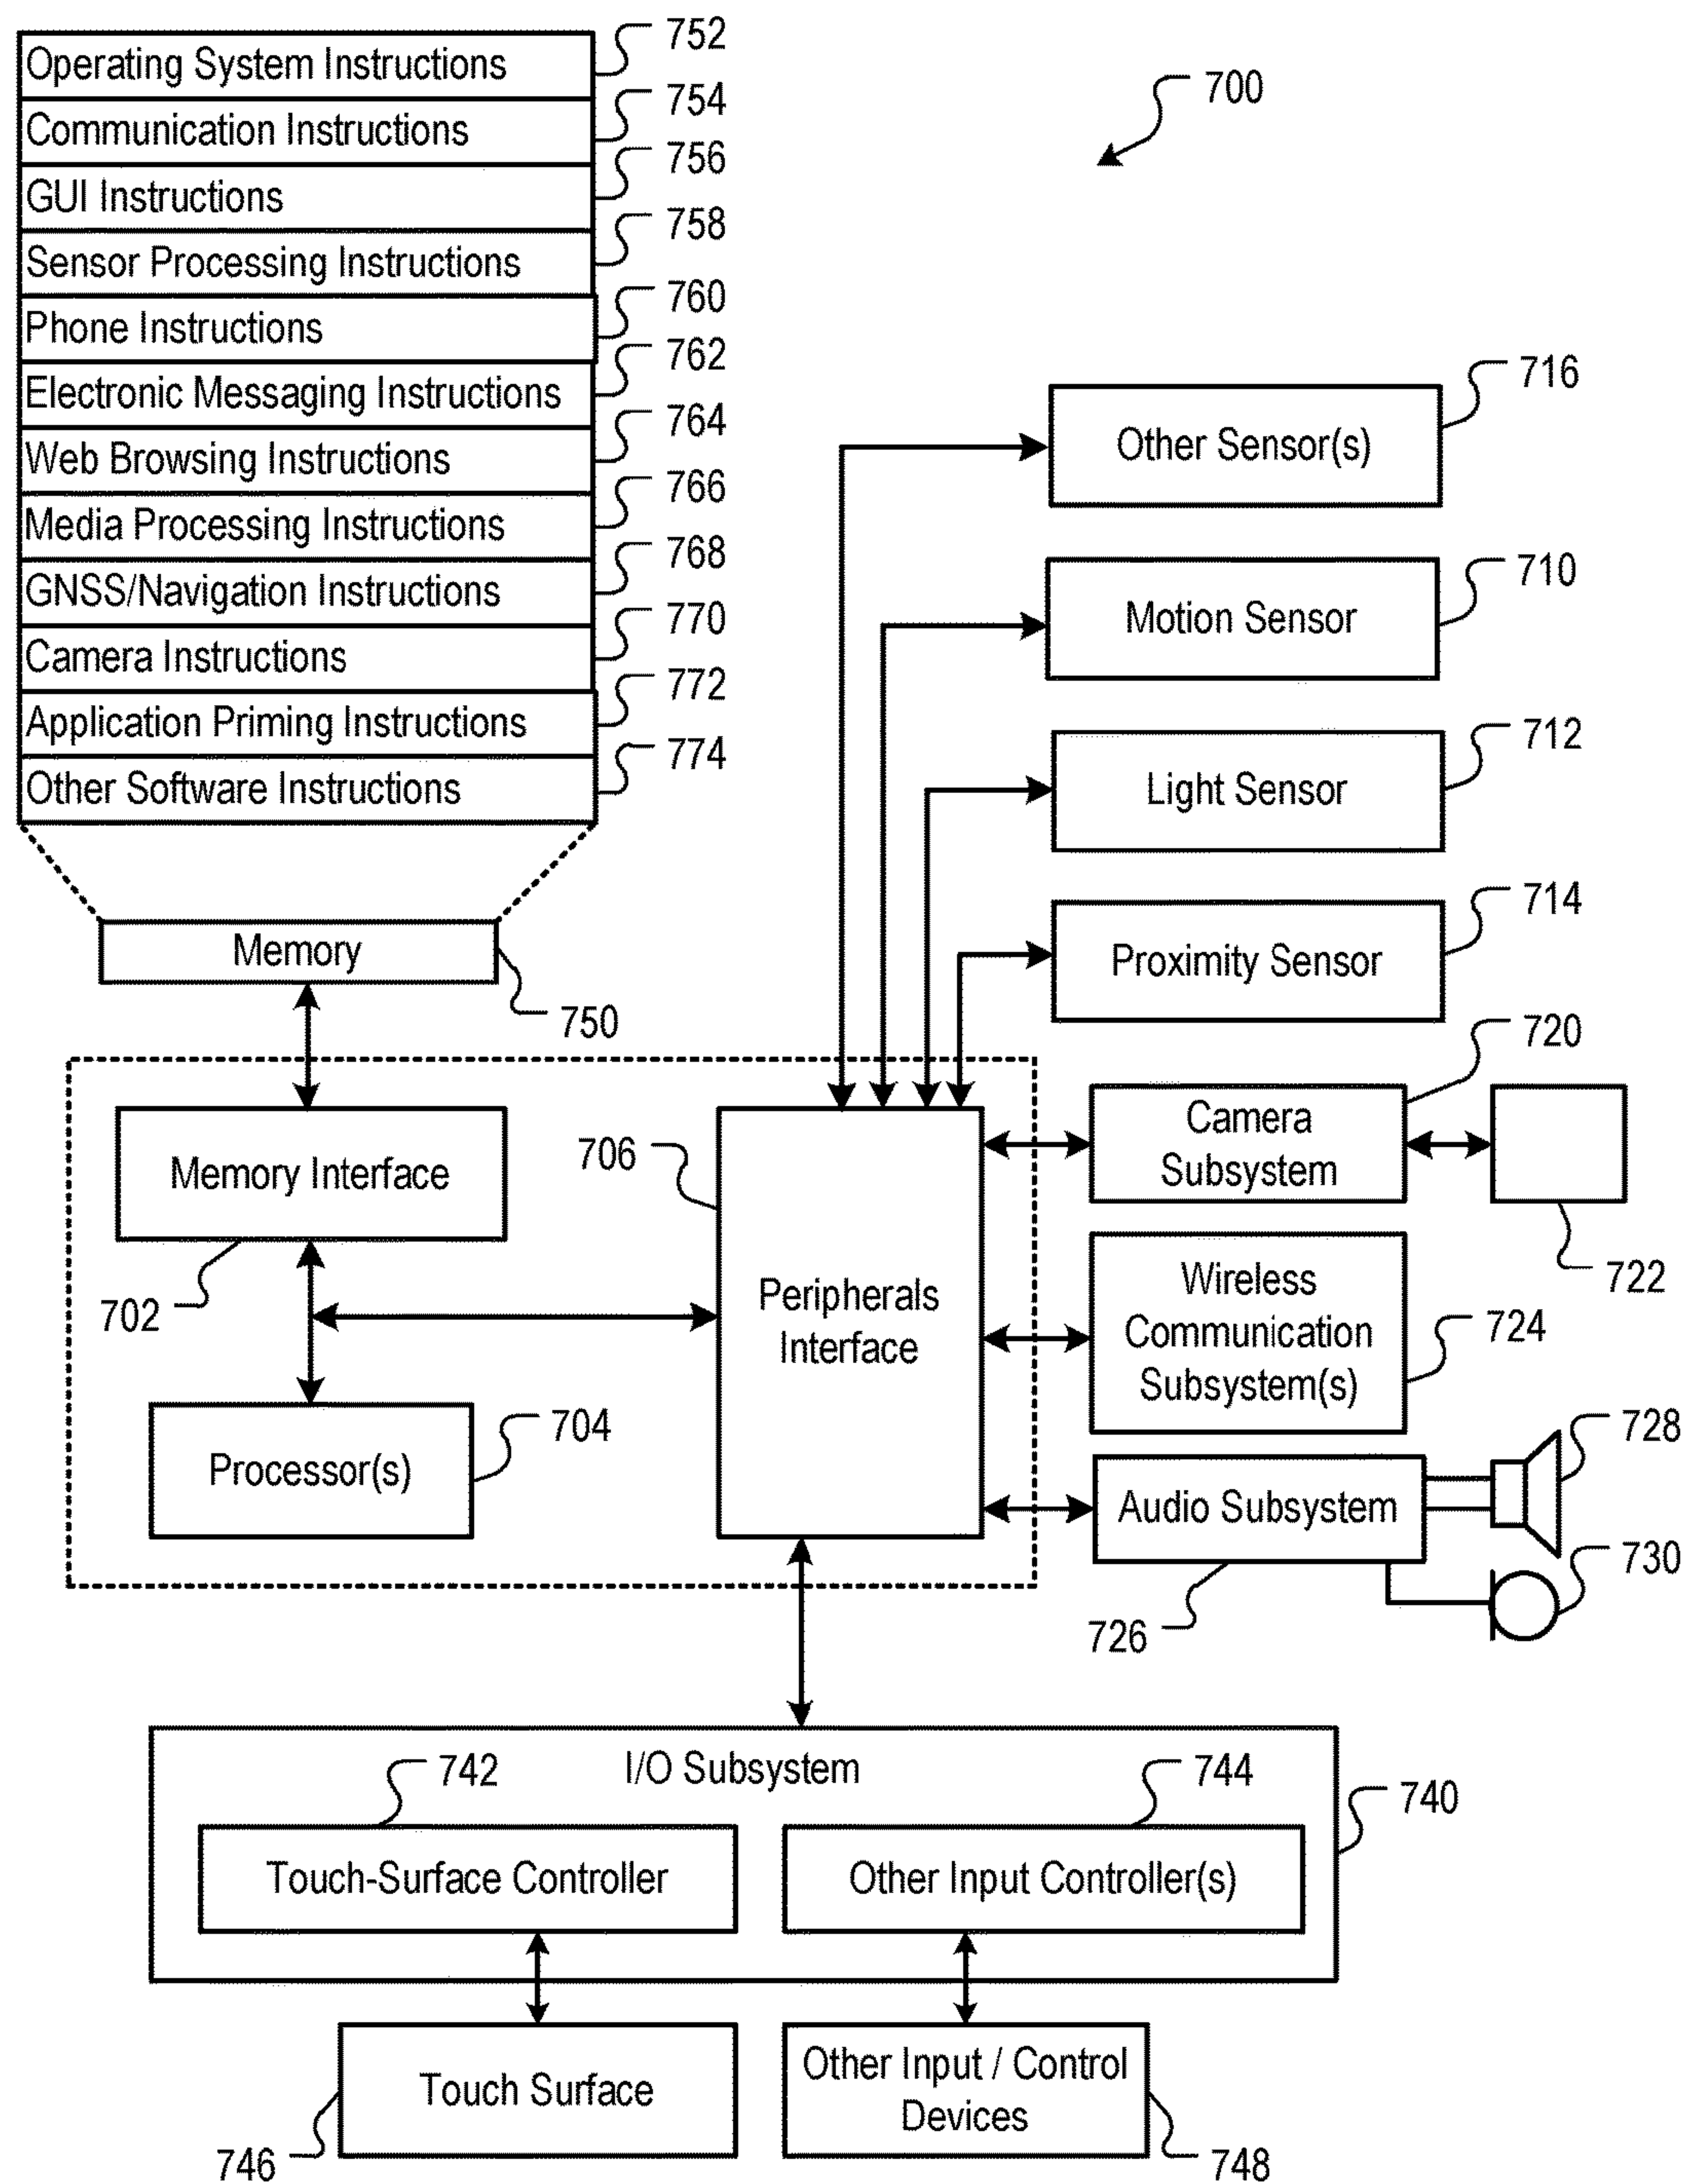 Operating System Instructions
752
Communication Instructions
754
GUI Instructions
756
Sensor Processing Instructions
758
Phone Instructions
760
Electronic Messaging Instructions
762
Web Browsing Instructions
764
Media Processing Instructions
766
GNSS/Navigation Instructions
768
Camera Instructions
770
Application Priming Instructions
772
Other Software Instructions
774
700
Other Sensor(s)
716
Motion Sensor
710
Light Sensor
712
Proximity Sensor
714
Memory
750
Memory Interface
702
Processor(s)
704
706
Peripherals
Interface
Camera
Subsystem
720
722
Wireless
Communication
Subsystem(s)
724
Audio Subsystem
726
728
730
I/O Subsystem
740
742
Touch-Surface Controller
744
Other Input Controller(s)
Touch Surface
746
Other Input / Control
Devices
748